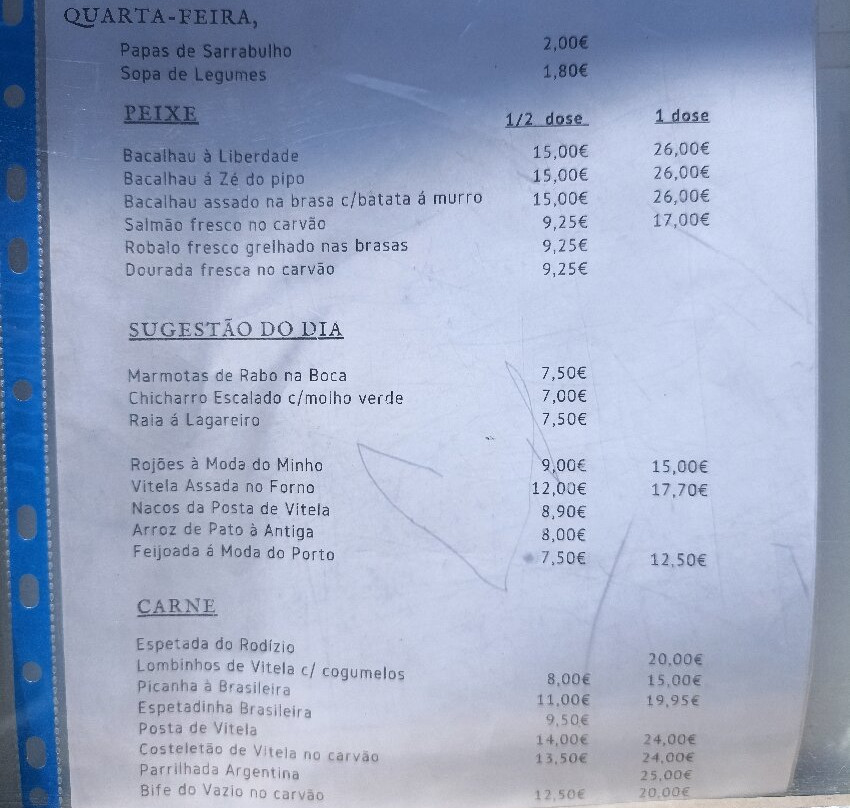 QUARTA-FEIRA,
Papas de Sarrabulho 2,00€
Sopa de Legumes 1,80€
PEIXE 1/2 dose 1 dose
Bacalhau à Liberdade 15,00€ 26,00€
Bacalhau á Zé do pipo 15,00€ 26,00€
Bacalhau assado na brasa c/batata á murro 15,00€ 26,00€
Salmão fresco no carvão 9,25€ 17,00€
Robalo fresco grelhado nas brasas 9,25€
Dourada fresca no carvão 9,25€
SUGESTÃO DO DIA
Marmotas de Rabo na Boca 7,50€
Chicharro Escalado c/molho verde 7,00€
Raia á Lagareiro 7,50€
Rojões à Moda do Minho 9,00€ 15,00€
Vitela Assada no Forno 12,00€ 17,70€
Nacos da Posta de Vitela 8,90€
Arroz de Pato à Antiga 8,00€
Feijoada á Moda do Porto 7,50€ 12,50€
CARNE
Espetada do Rodízio 20,00€
Lombinhos de Vitela c/ cogumelos 8,00€ 15,00€
Picanha à Brasileira 11,00€ 19,95€
Espetadinha Brasileira 9,50€
Posta de Vitela 14,00€ 24,00€
Costeletão de Vitela no carvão 13,50€ 24,00€
Parrilhada Argentina 25,00€
Bife do Vazio no carvão 12,50€ 20,00€